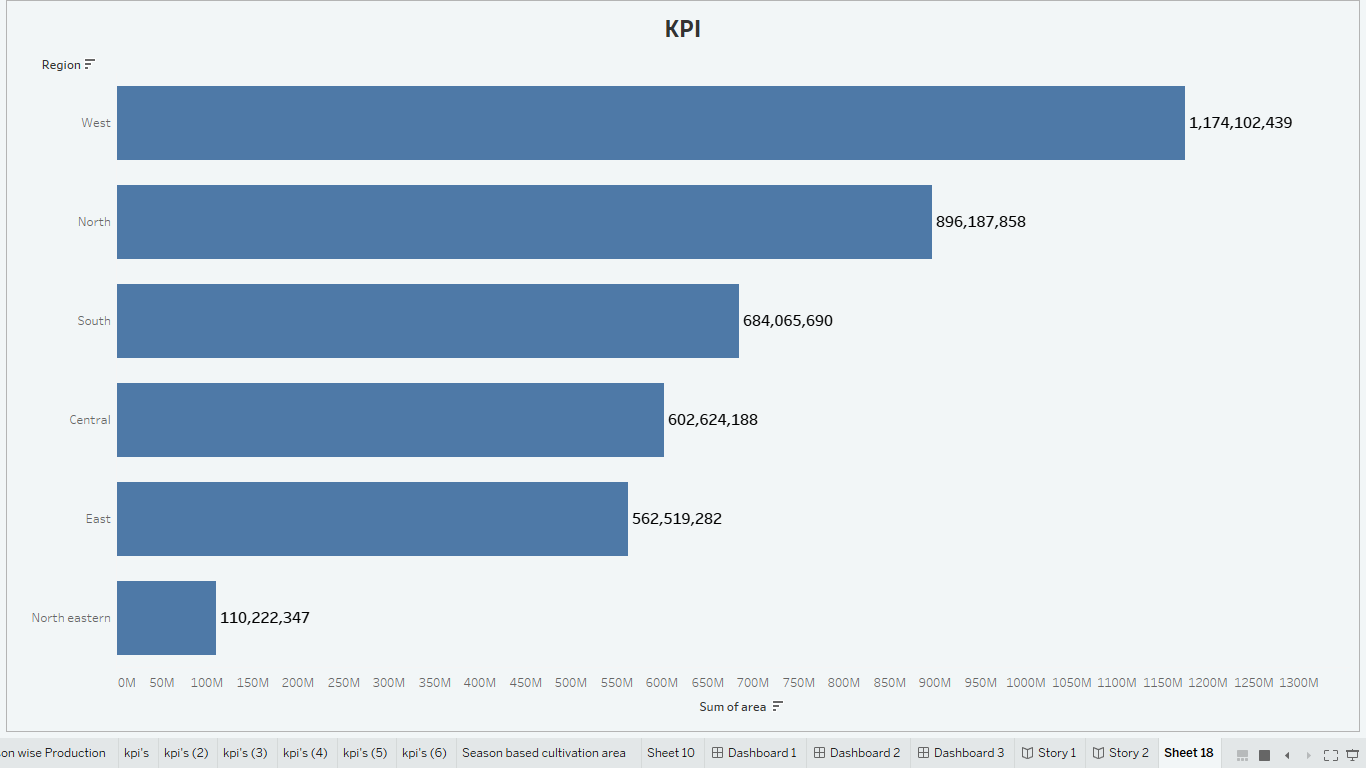 KPI
Region
West 1,174,102,439
North 896,187,858
South 684,065,690
Central 602,624,188
East 562,519,282
North eastern 110,222,347
0M 50M 100M 150M 200M 250M 300M 350M 400M 450M 500M 550M 600M 650M 700M 750M 800M 850M 900M 950M 1000M 1050M 1100M 1150M 1200M 1250M 1300M
Sum of area
on wise Production kpi's kpi's (2) kpi's (3) kpi's (4) kpi's (5) kpi's (6) Season based cultivation area Sheet 10 Dashboard 1 Dashboard 2 Dashboard 3 Story 1 Story 2 Sheet 18